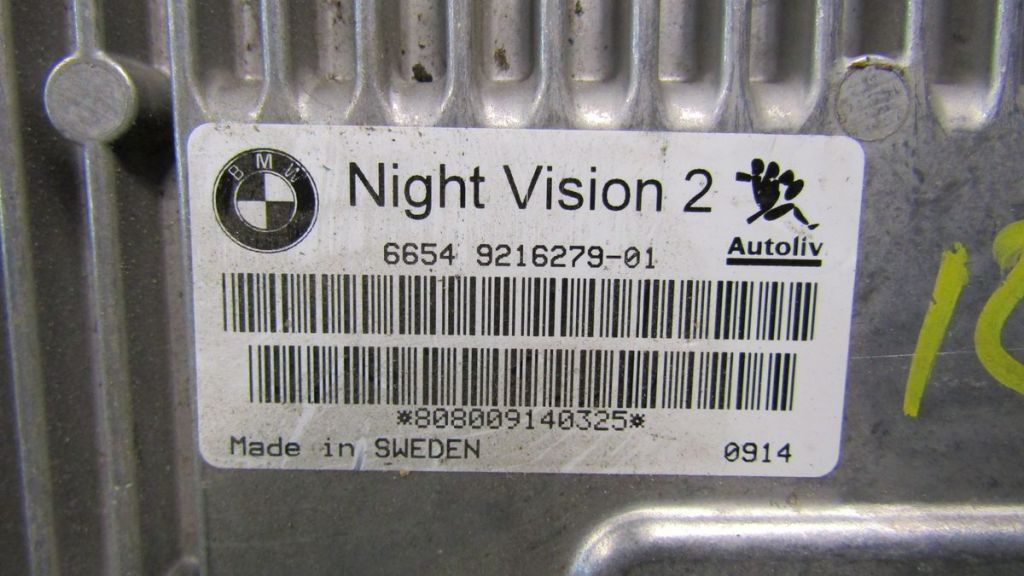 BMW
Night Vision 2
Autoliv
6654 9216279-01
*808009140325*
Made in SWEDEN 0914